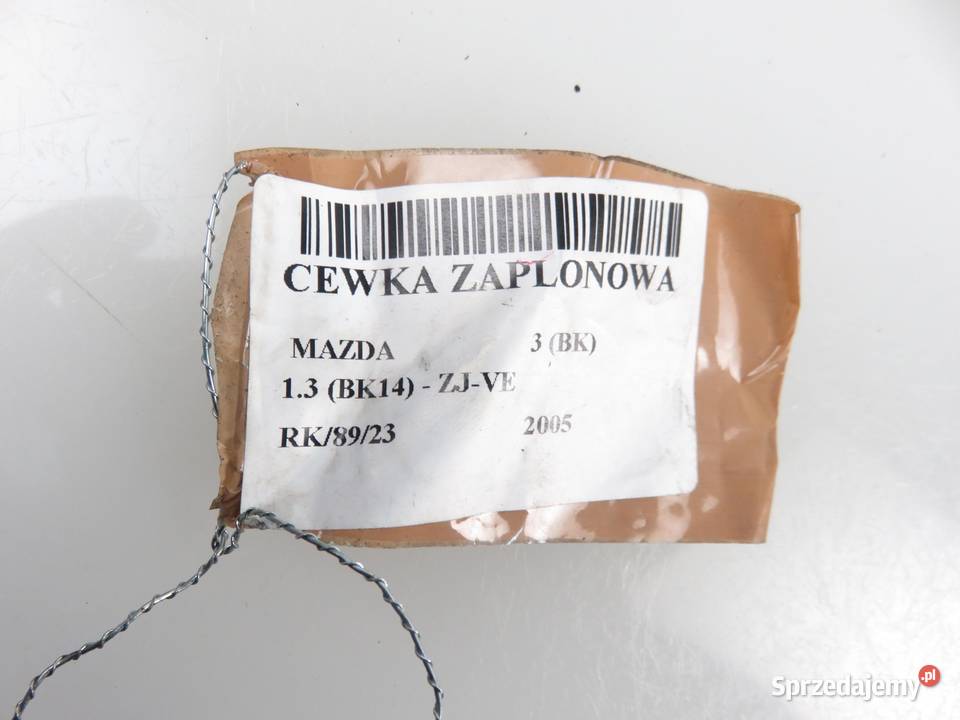 CEWKA ZAPLONOWA
MAZDA 3 (BK)
1.3 (BK14) - ZJ-VE
RK/89/23 2005
Sprzedajemy.pl